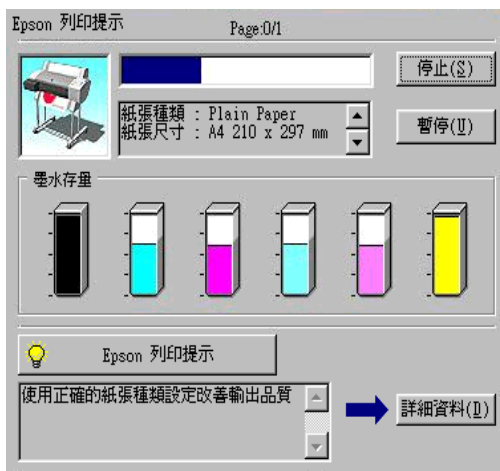 Epson 列印提示
Page:0/1
停止(S)
紙張種類 : Plain Paper
紙張尺寸 : A4 210 x 297 mm
暫停(U)
墨水存量
Epson 列印提示
使用正確的紙張種類設定改善輸出品質
詳細資料(D)